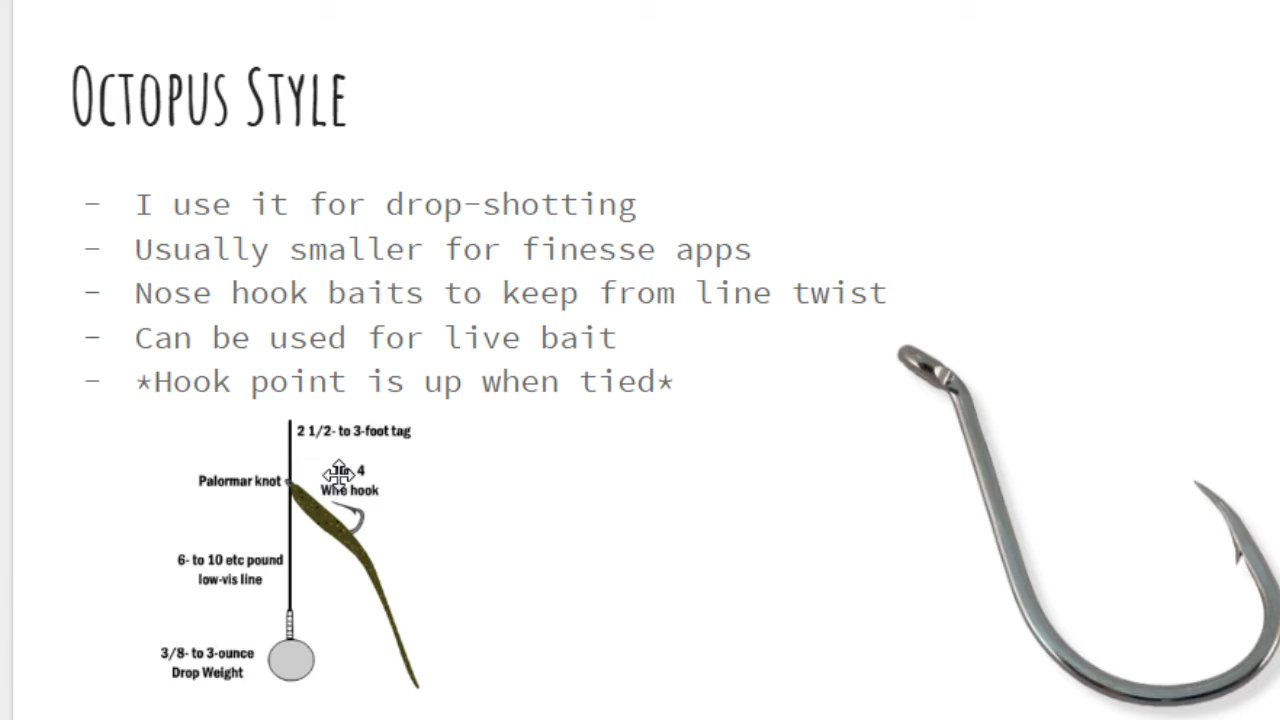 OCTOPUS STYLE
- I use it for drop-shotting
- Usually smaller for finesse apps
- Nose hook baits to keep from line twist
- Can be used for live bait
- *Hook point is up when tied*
2 1/2- to 3-foot tag
4
Palormar knot
Wire hook
6- to 10 etc pound
low-vis line
3/8- to 3-ounce
Drop Weight